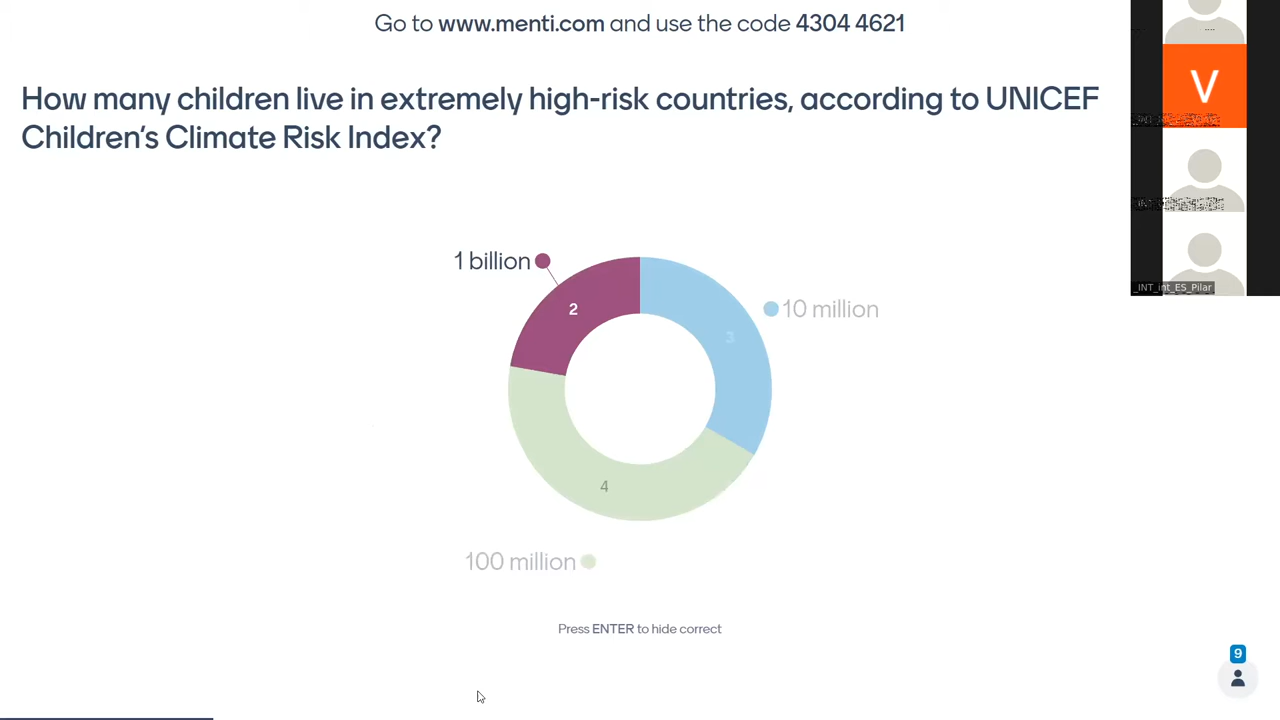 Go to www.menti.com and use the code 4304 4621
How many children live in extremely high-risk countries, according to UNICEF
Children's Climate Risk Index?
1 billion
2
10 million
3
4
100 million
Press ENTER to hide correct
9
V
_INT_int_ES_Pilar